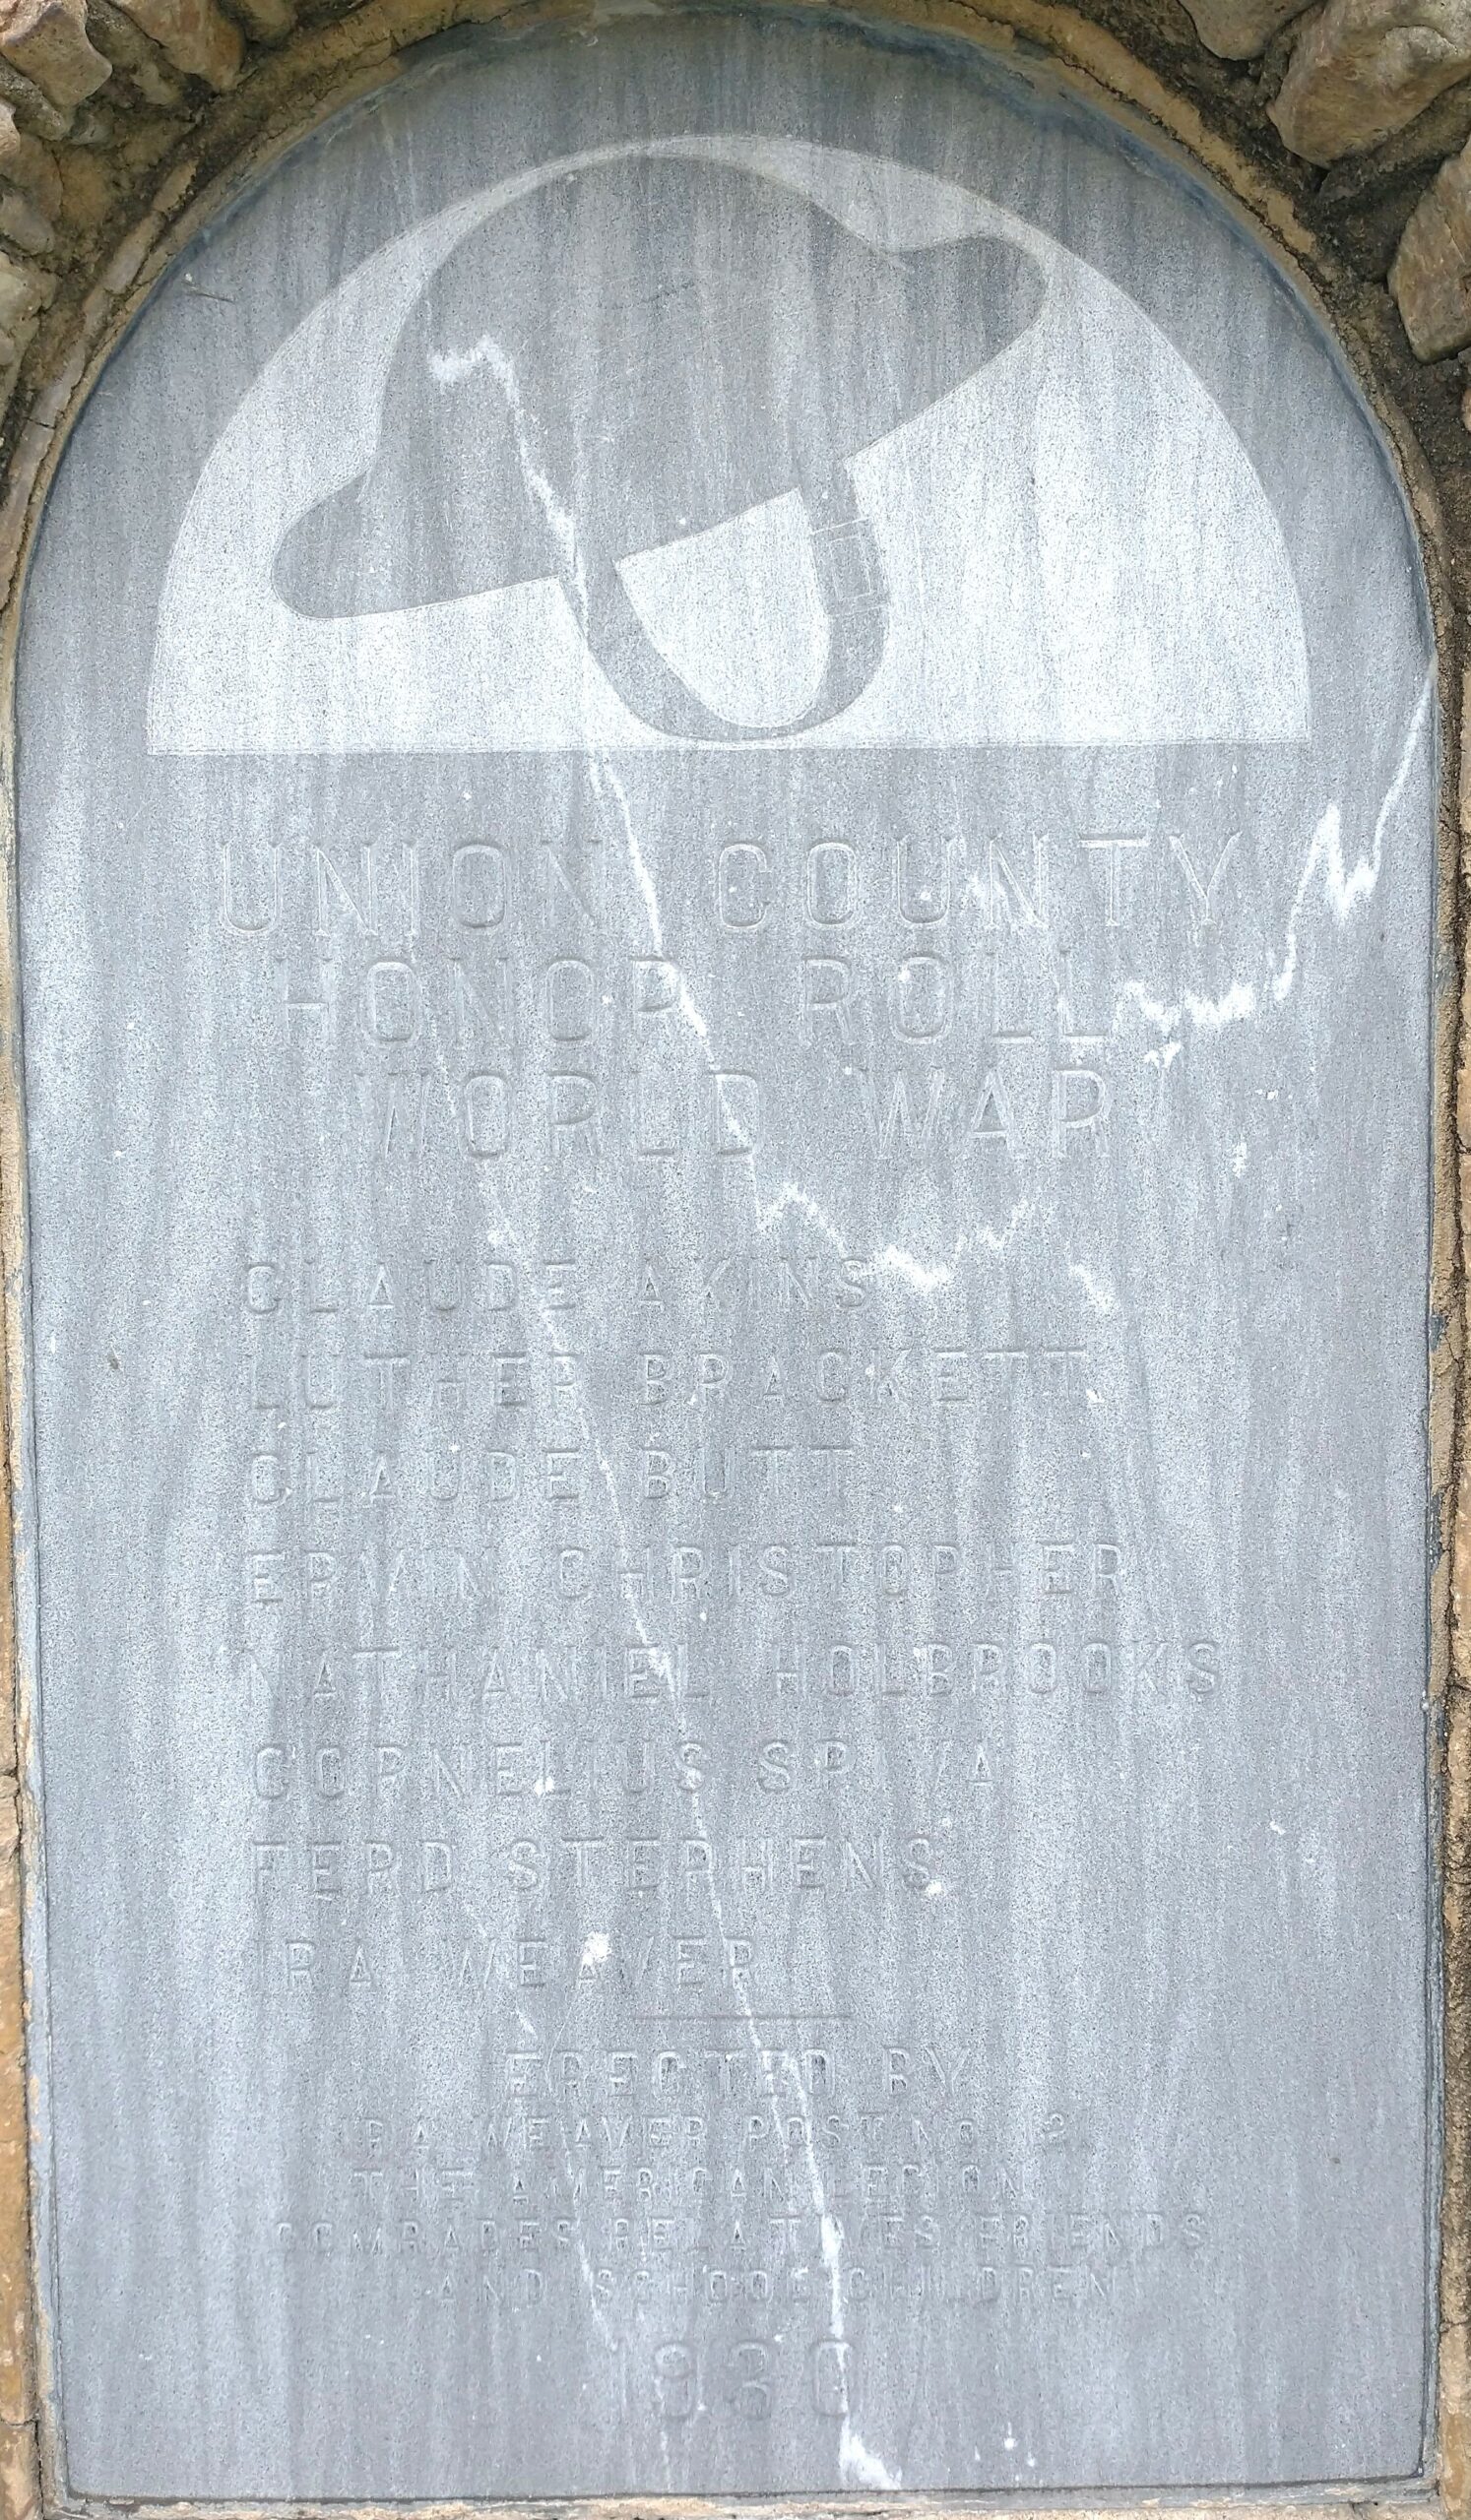 UNION COUNTY
HONOR ROLL
WORLD WAR
CLAUDE AKINS
LUTHER BRACKETT
CLAUDE BUTT
ERVIN CHRISTOPHER
NATHANIEL HOLBROOKS
CORNELIUS SPIVA
FERD STEPHENS
IRA WEAVER
ERECTED BY
IRA WEAVER POST NO.
THE AMERICAN LEGION
COMRADES RELATIVES FRIENDS
AND SCHOOL CHILDREN
1930